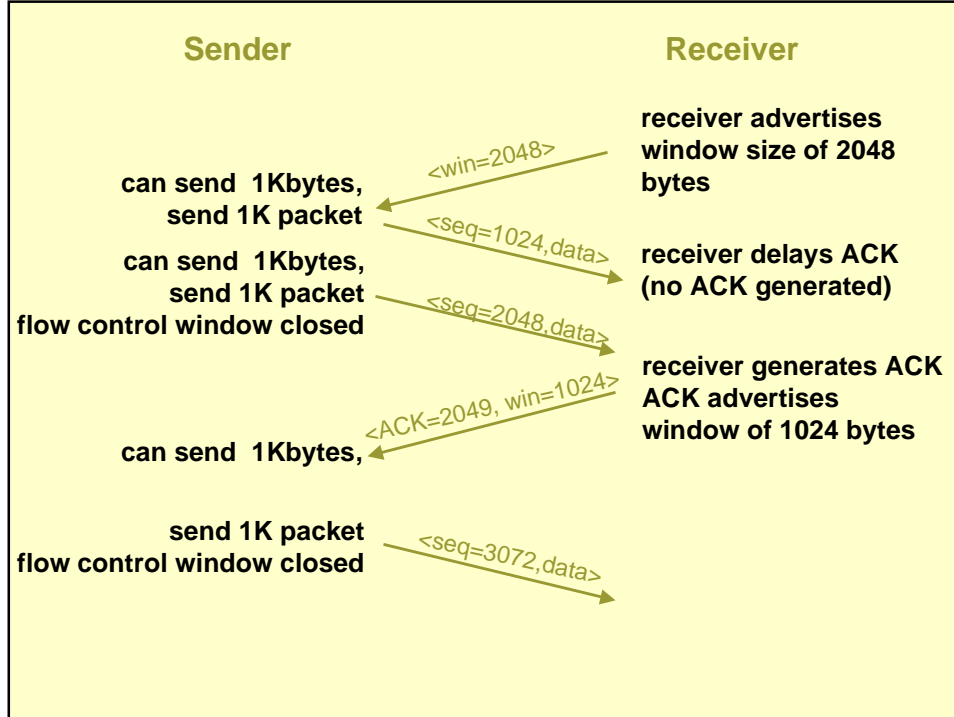 Sender
Receiver
receiver advertises
window size of 2048
bytes
<win=2048>
can send 1Kbytes,
send 1K packet
<seq=1024,data>
receiver delays ACK
(no ACK generated)
can send 1Kbytes,
send 1K packet
flow control window closed
<seq=2048,data>
receiver generates ACK
ACK advertises
window of 1024 bytes
<ACK=2049, win=1024>
can send 1Kbytes,
send 1K packet
flow control window closed
<seq=3072,data>